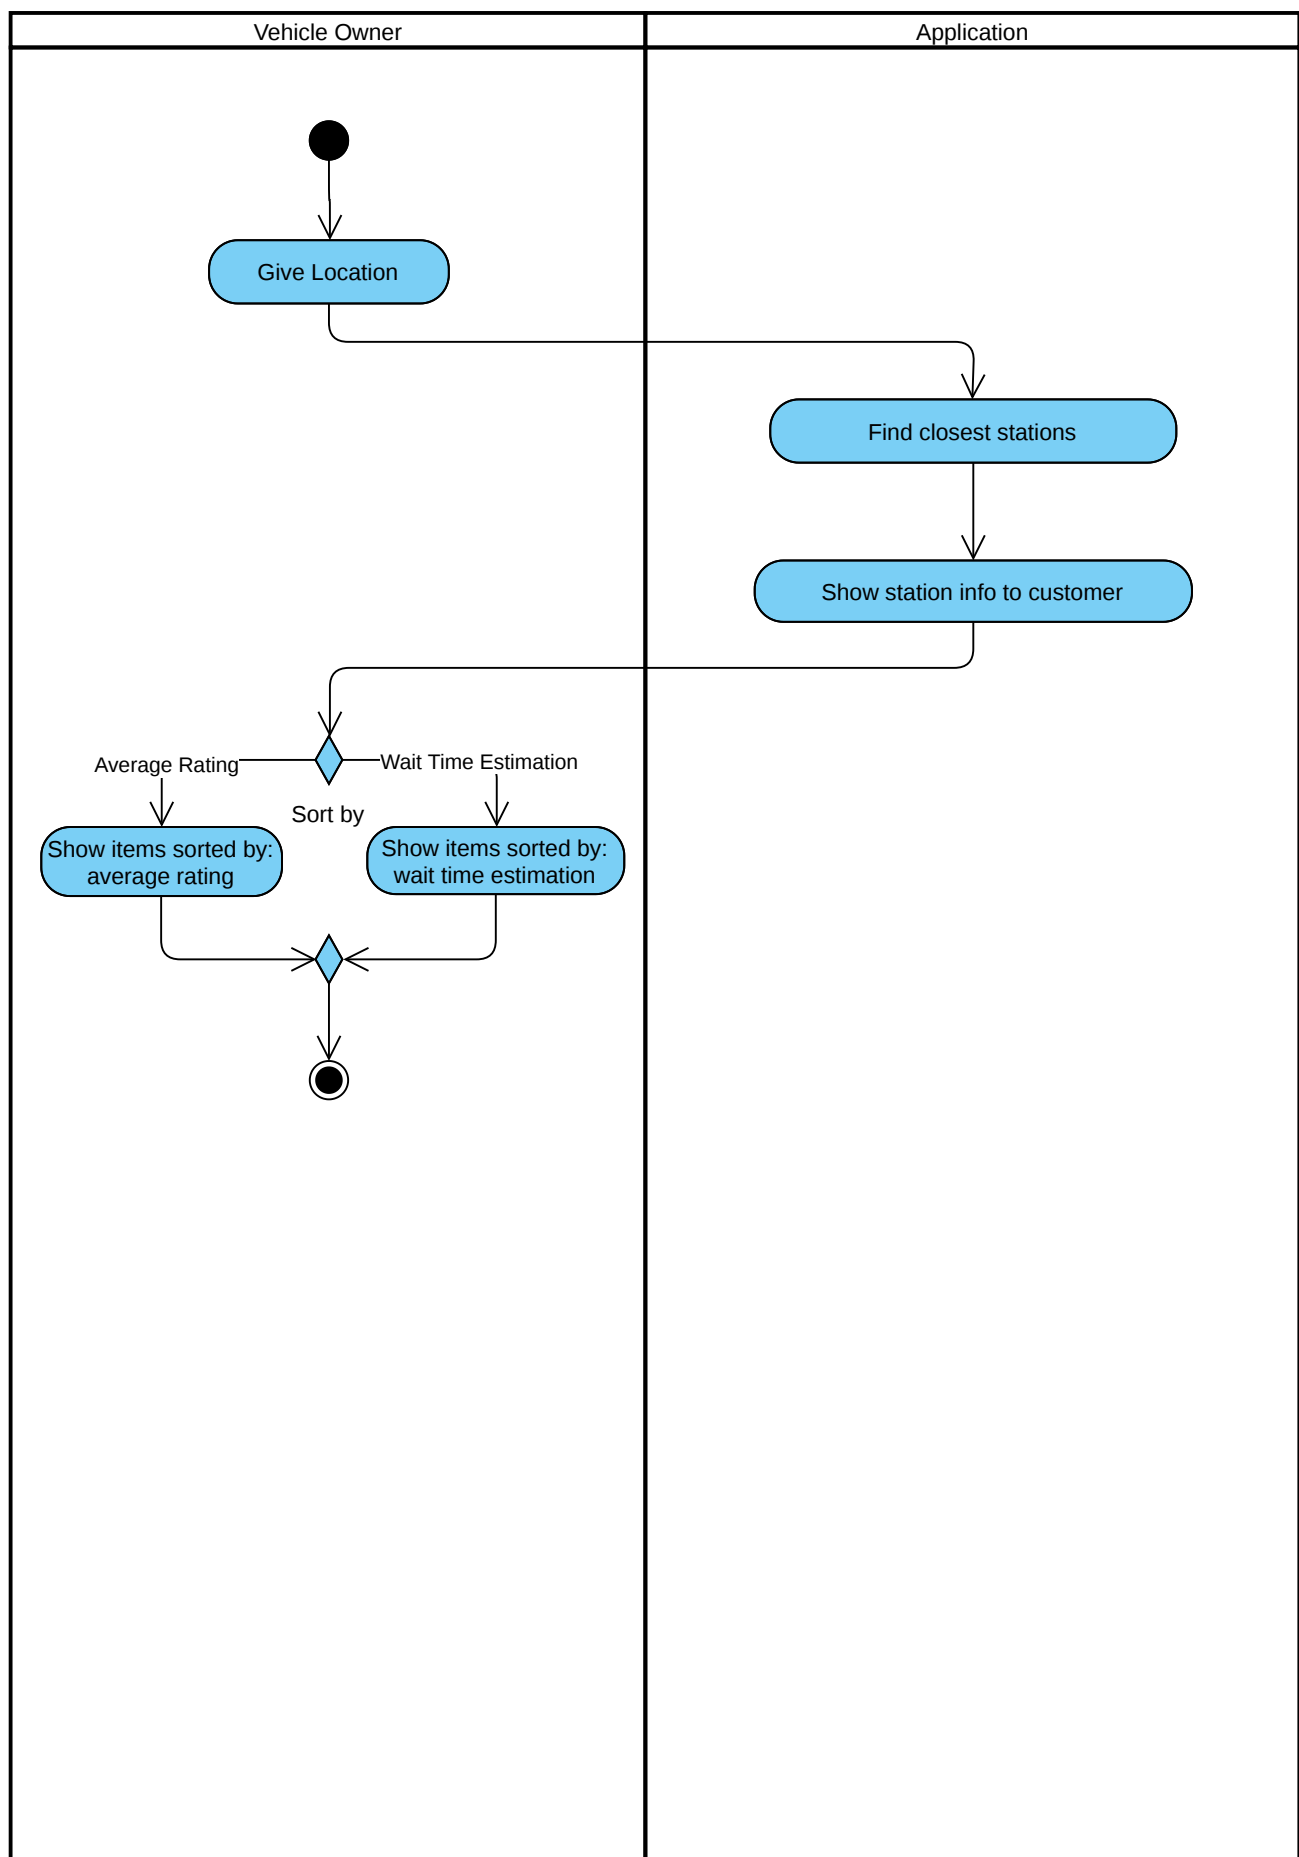 Vehicle Owner
Application
Give Location
Find closest stations
Show station info to customer
Average Rating
Wait Time Estimation
Sort by
Show items sorted by:
average rating
Show items sorted by:
wait time estimation